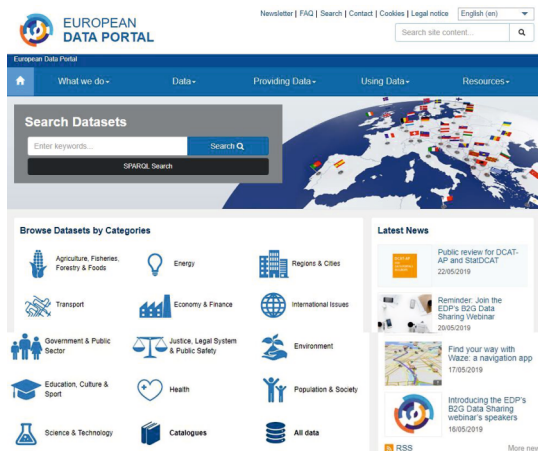 Newsletter | FAQ | Search | Contact | Cookies | Legal notice
English (en)
EUROPEAN
DATA PORTAL
Search site content...
European Data Portal
What we do
Data
Providing Data
Using Data
Resources
Search Datasets
Enter keywords...
Search
SPARQL Search
Browse Datasets by Categories
Agriculture, Fisheries,
Forestry & Foods
Energy
Regions & Cities
Transport
Economy & Finance
International Issues
Government & Public
Sector
Justice, Legal System
& Public Safety
Environment
Education, Culture &
Sport
Health
Population & Society
Science & Technology
Catalogues
All data
Latest News
Public review for DCAT-
AP and StatDCAT
22/05/2019
Reminder: Join the
EDP's B2G Data
Sharing Webinar
20/05/2019
Find your way with
Waze: a navigation app
17/05/2019
Introducing the EDP's
B2G Data Sharing
webinar's speakers
16/05/2019
RSS
More new